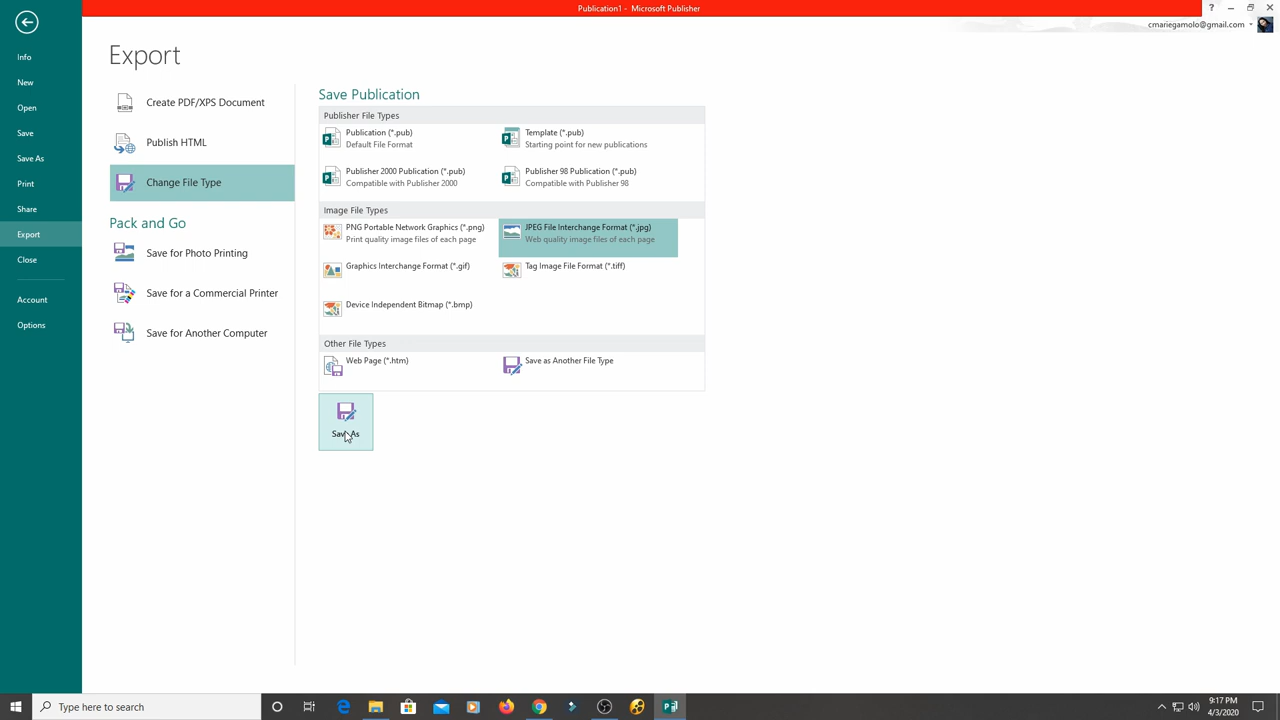 Publication1 - Microsoft Publisher
?
cmariegamolo@gmail.com
Info
New
Open
Save
Save As
Print
Share
Export
Close
Account
Options
Export
Create PDF/XPS Document
Publish HTML
Change File Type
Pack and Go
Save for Photo Printing
Save for a Commercial Printer
Save for Another Computer
Save Publication
Publisher File Types
Publication (*.pub)
Default File Format
Template (*.pub)
Starting point for new publications
Publisher 2000 Publication (*.pub)
Compatible with Publisher 2000
Publisher 98 Publication (*.pub)
Compatible with Publisher 98
Image File Types
PNG Portable Network Graphics (*.png)
Print quality image files of each page
JPEG File Interchange Format (*.jpg)
Web quality image files of each page
Graphics Interchange Format (*.gif)
Tag Image File Format (*.tiff)
Device Independent Bitmap (*.bmp)
Other File Types
Web Page (*.htm)
Save as Another File Type
Save As
Type here to search
9:17 PM
4/3/2020